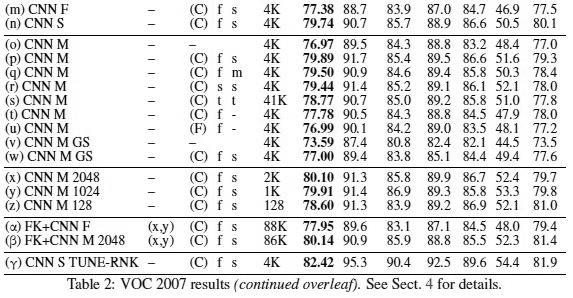 (m) CNN F – (C) f s 4K 77.38 88.7 83.9 87.0 84.7 46.9 77.5
(n) CNN S – (C) f s 4K 79.74 90.7 85.7 88.9 86.6 50.5 80.1
(o) CNN M – – 4K 76.97 89.5 84.3 88.8 83.2 48.4 77.0
(p) CNN M – (C) f s 4K 79.89 91.7 85.4 89.5 86.6 51.6 79.3
(q) CNN M – (C) f m 4K 79.50 90.9 84.6 89.4 85.8 50.3 78.4
(r) CNN M – (C) s s 4K 79.44 91.4 85.2 89.1 86.1 52.1 78.0
(s) CNN M – (C) t t 41K 78.77 90.7 85.0 89.2 85.8 51.0 77.8
(t) CNN M – (C) f - 4K 77.78 90.5 84.3 88.8 84.5 47.9 78.0
(u) CNN M – (F) f - 4K 76.99 90.1 84.2 89.0 83.5 48.1 77.2
(v) CNN M GS – – 4K 73.59 87.4 80.8 82.4 82.1 44.5 73.5
(w) CNN M GS – (C) f s 4K 77.00 89.4 83.8 85.1 84.4 49.4 77.6
(x) CNN M 2048 – (C) f s 2K 80.10 91.3 85.8 89.9 86.7 52.4 79.7
(y) CNN M 1024 – (C) f s 1K 79.91 91.4 86.9 89.3 85.8 53.3 79.8
(z) CNN M 128 – (C) f s 128 78.60 91.3 83.9 89.2 86.9 52.1 81.0
(α) FK+CNN F (x,y) (C) f s 88K 77.95 89.6 83.1 87.1 84.5 48.0 79.4
(β) FK+CNN M 2048 (x,y) (C) f s 86K 80.14 90.9 85.9 88.8 85.5 52.3 81.4
(γ) CNN S TUNE-RNK – (C) f s 4K 82.42 95.3 90.4 92.5 89.6 54.4 81.9
Table 2: VOC 2007 results (continued overleaf). See Sect. 4 for details.